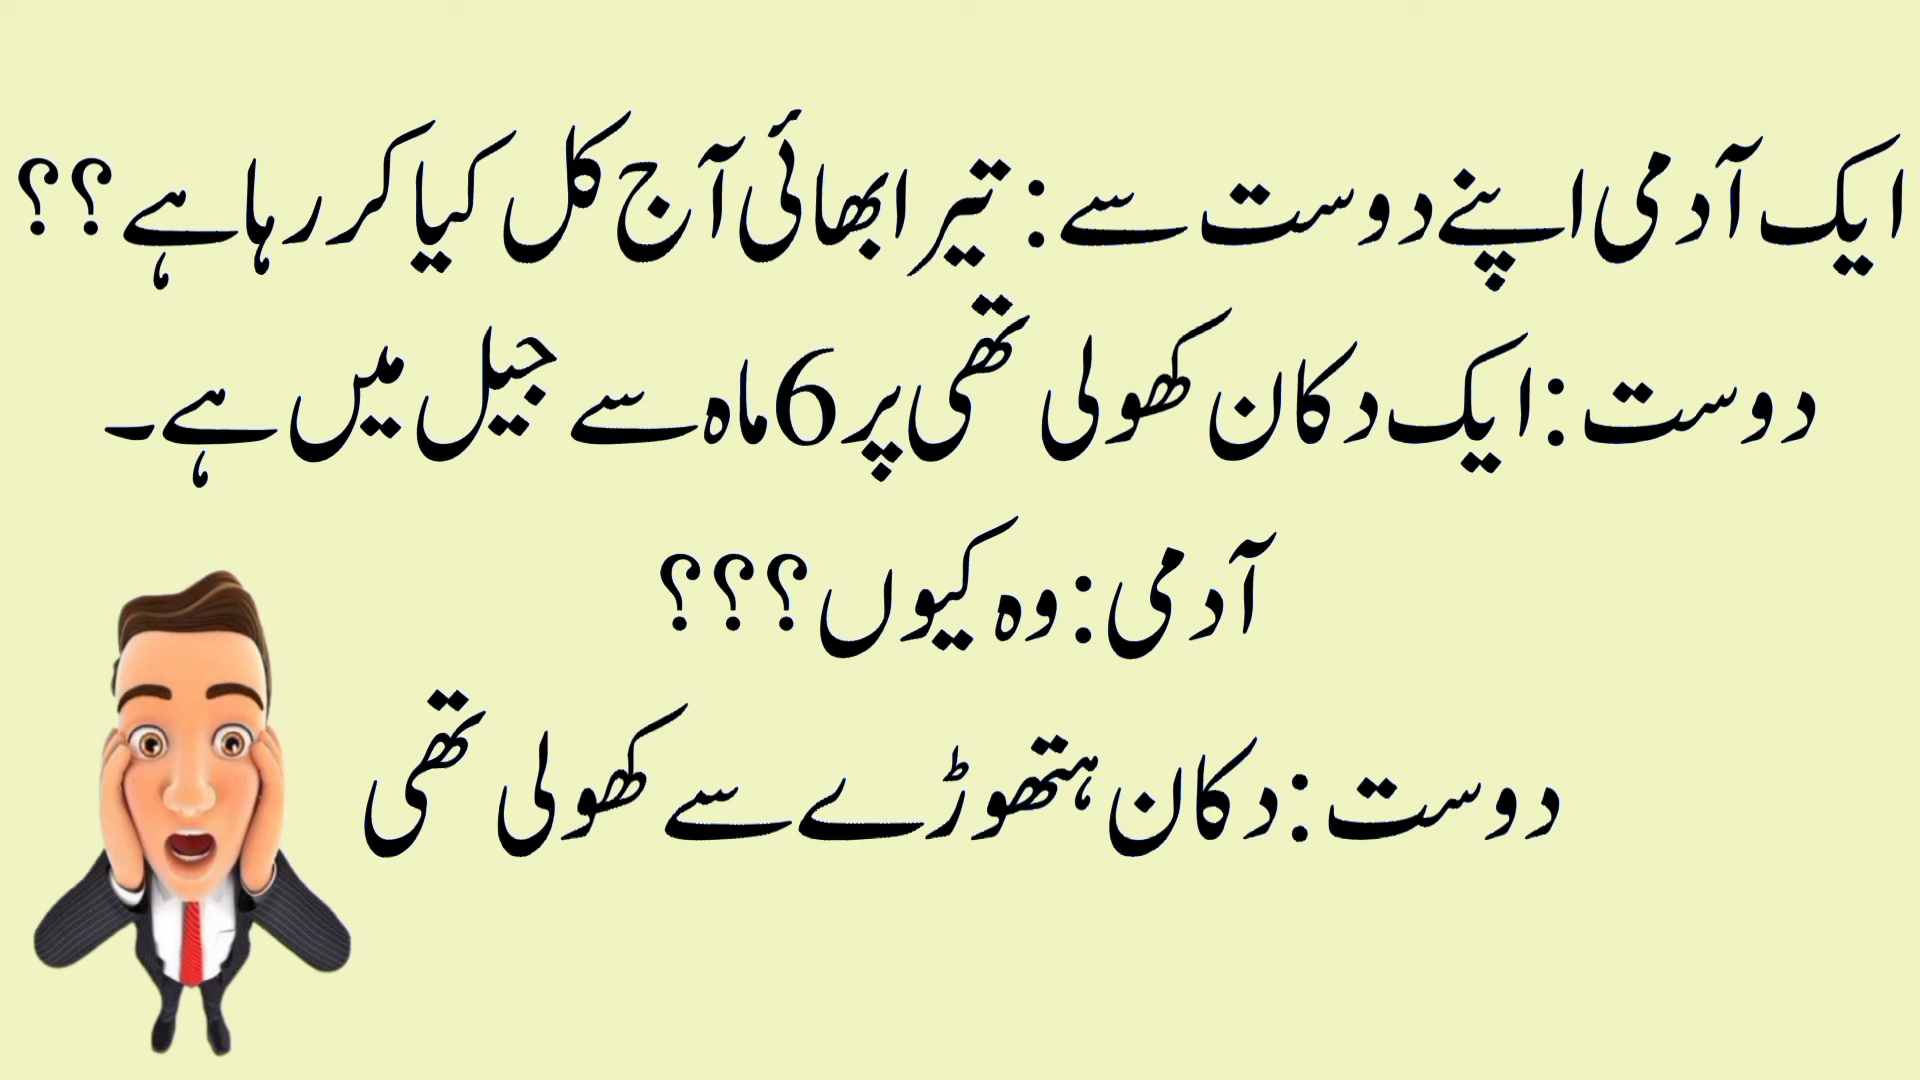 ایک آدمی اپنے دوست سے : تیرا بھائی آج کل کیا کر رہا ہے ؟؟
دوست : ایک دکان کھولی تھی پر 6 ماہ سے جیل میں ہے۔
آدمی : وہ کیوں ؟؟؟
دوست : دکان ہتھوڑے سے کھولی تھی